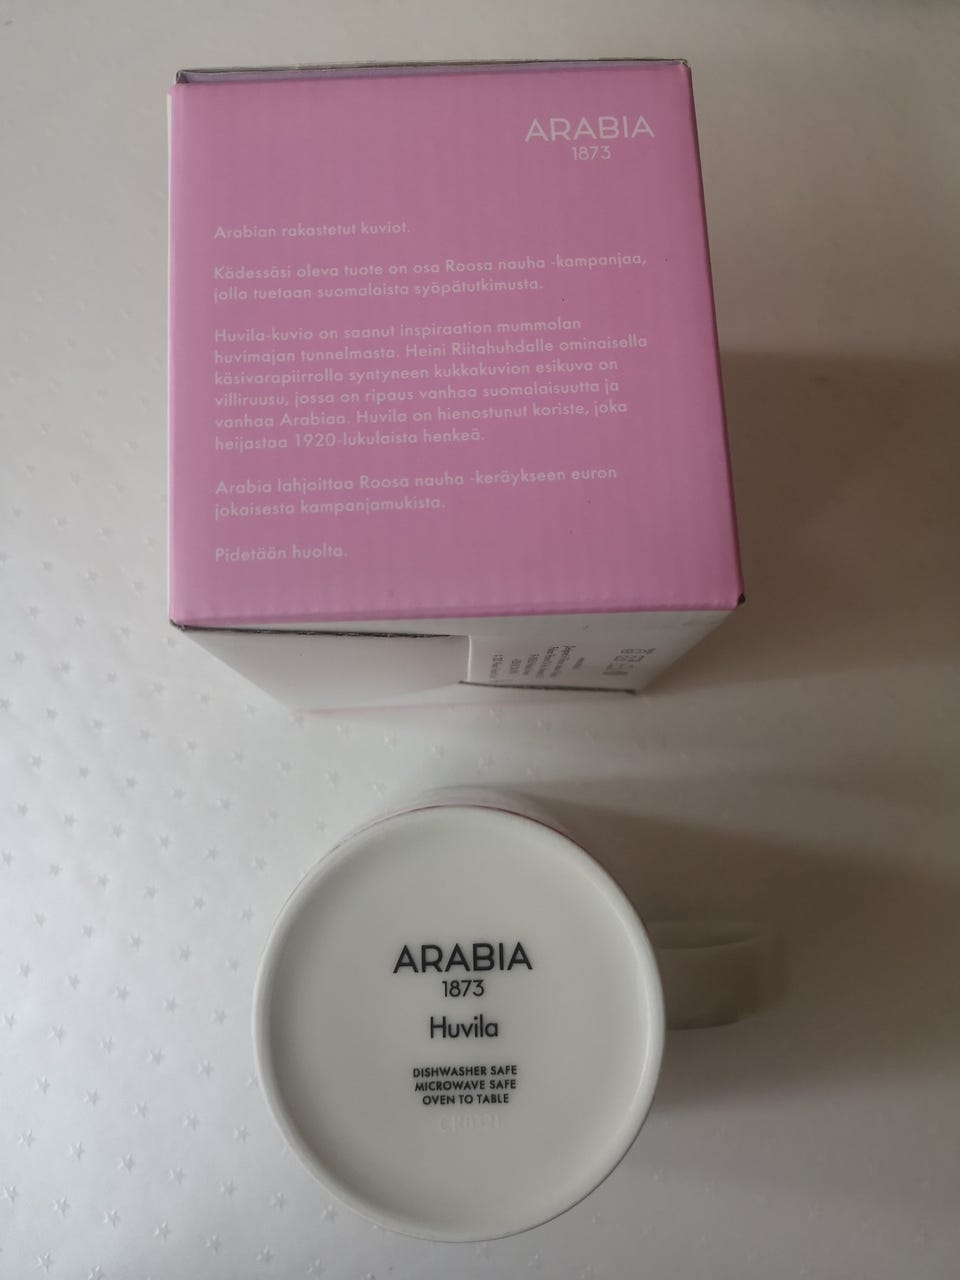 ARABIA
1873
Arabian rakastetut kuviot.
Kädessäsi oleva tuote on osa Roosa nauha -kampanjaa,
jolla tuetaan suomalaista syöpätutkimusta.
Huvila-kuvio on saanut inspiraation mummolan
huvimajan tunnelmasta. Heini Riitahuhdalle ominaisella
käsivarapiirrolla syntyneen kukkakuvion esikuva on
villiruusu, jossa on ripaus vanhaa suomalaisuutta ja
vanhaa Arabiaa. Huvila on hienostunut koriste, joka
heijastaa 1920-lukulaista henkeä.
Arabia lahjoittaa Roosa nauha -keräykseen euron
jokaisesta kampanjamukista.
Pidetään huolta.
ARABIA
1873
Huvila
DISHWASHER SAFE
MICROWAVE SAFE
OVEN TO TABLE